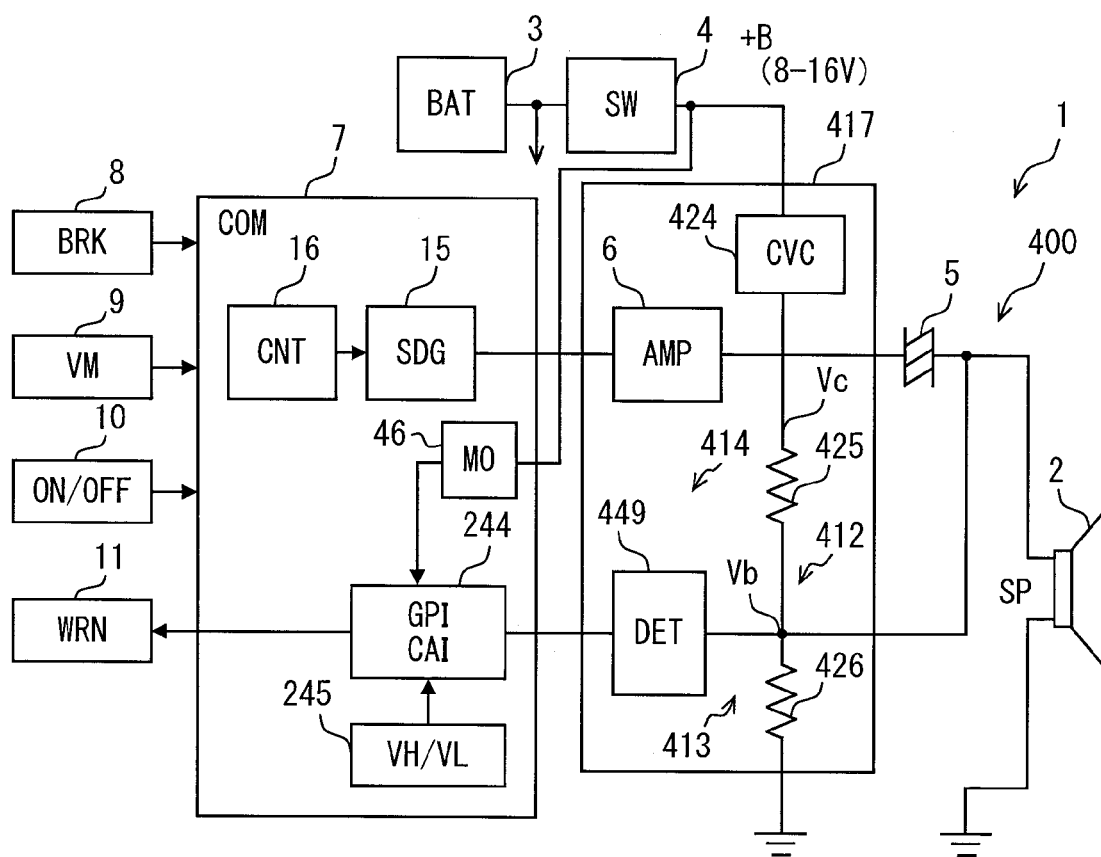 3
4
+B
(8-16V)
BAT
SW
1
7
417
8
COM
BRK
16
15
6
424
CVC
5
400
9
CNT
SDG
AMP
VM
Vc
10
46
MO
414
425
ON/OFF
244
449
412
2
11
Vb
GPI
CAI
DET
SP
WRN
426
245
413
VH/VL